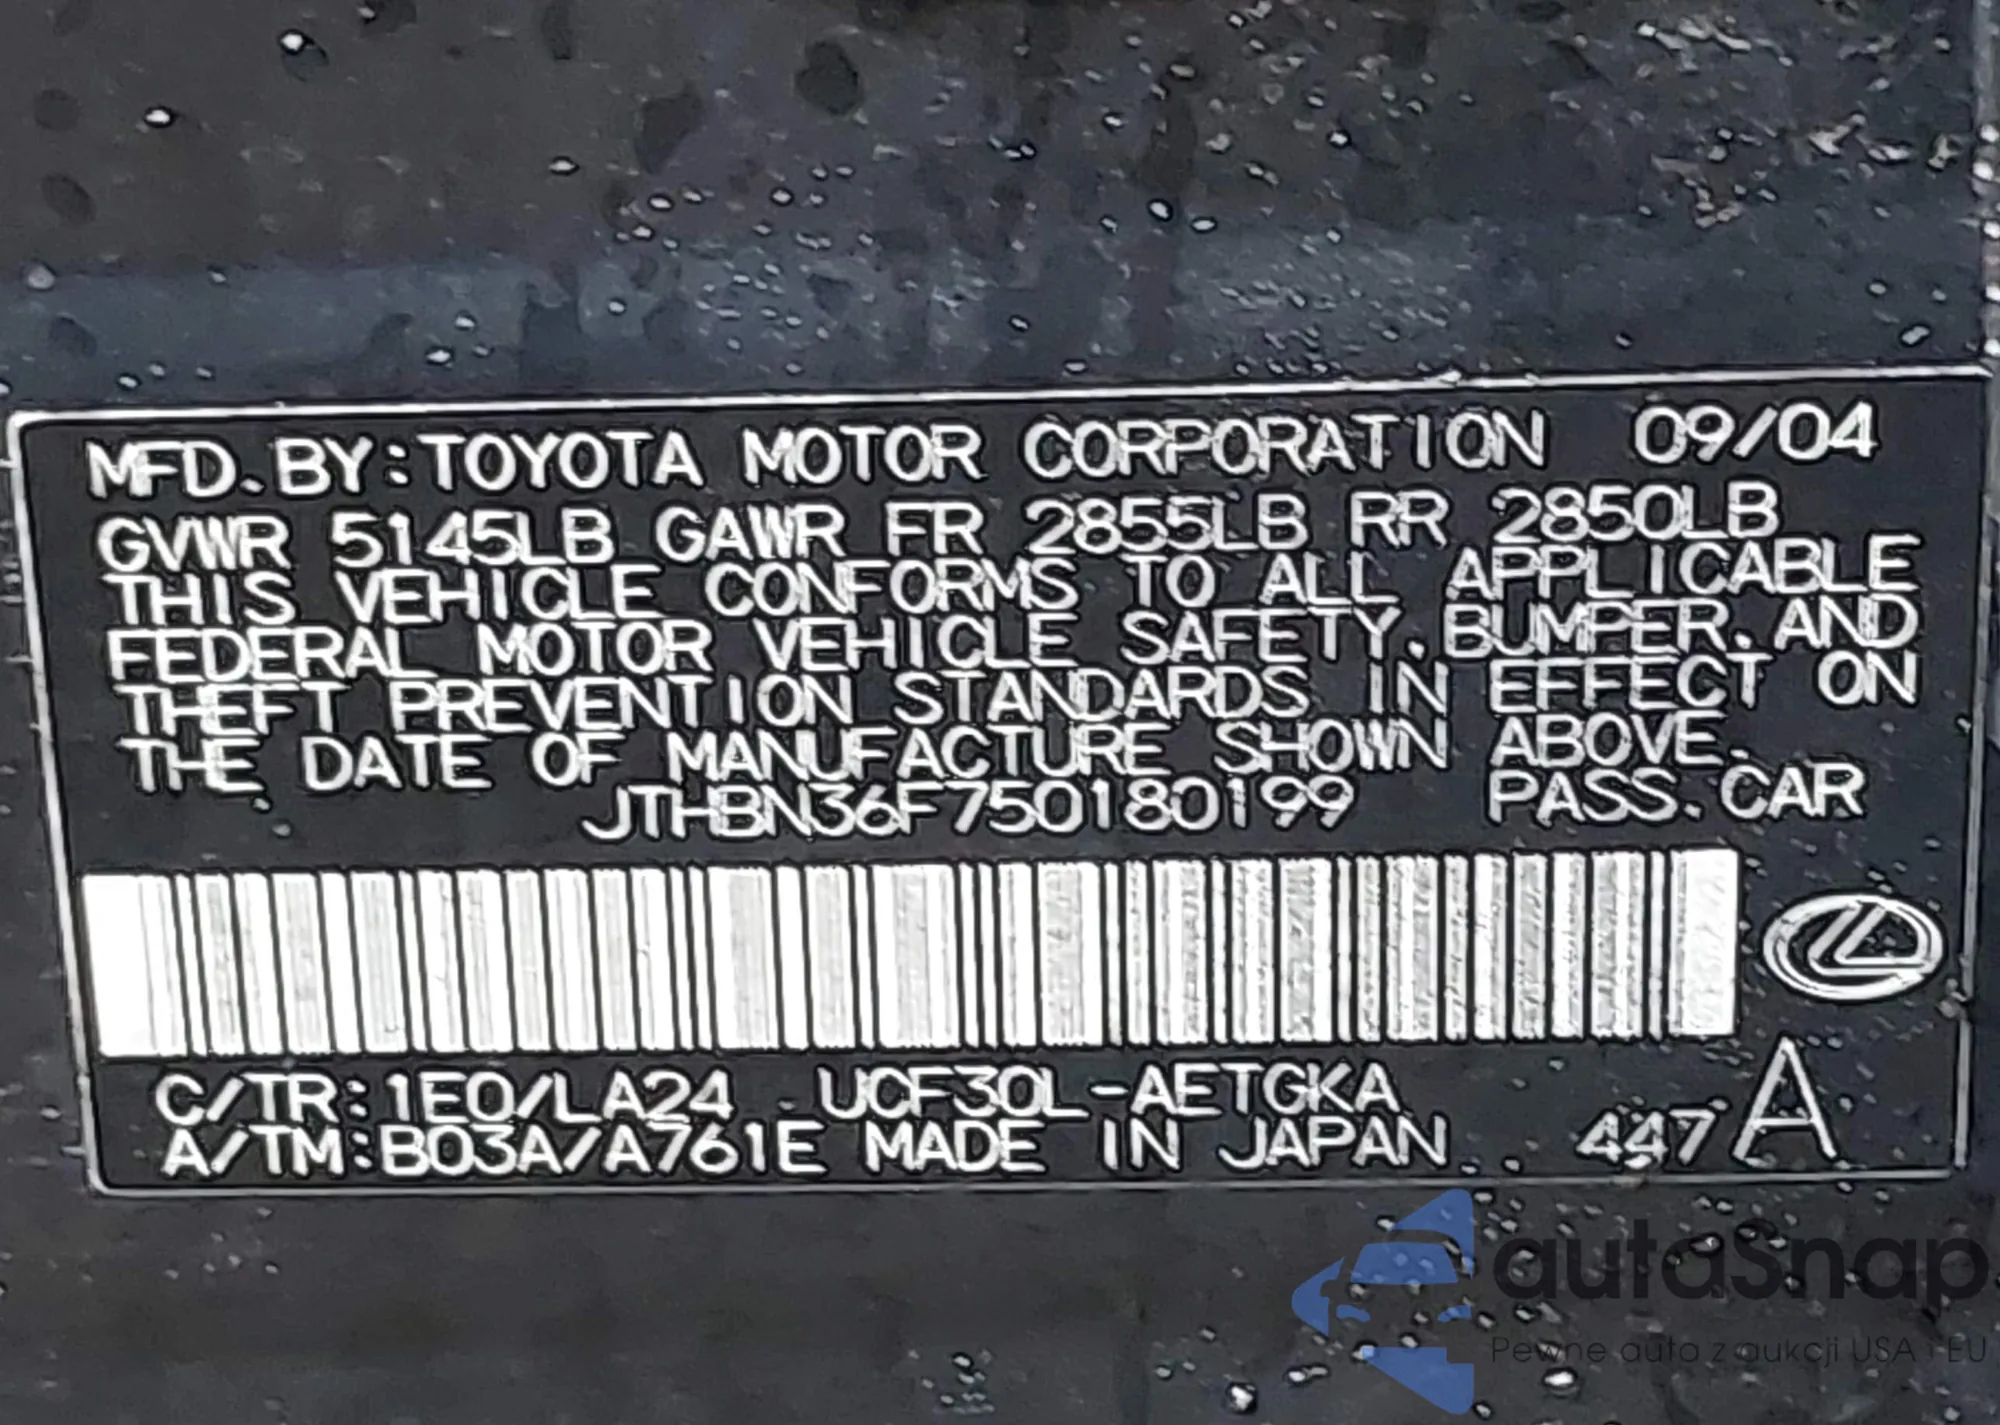 MFD.BY:TOYOTA MOTOR CORPORATION 09/04
GVWR 5145LB GAWR FR 2855LB RR 2850LB
THIS VEHICLE CONFORMS TO ALL APPLICABLE
FEDERAL MOTOR VEHICLE SAFETY,BUMPER,AND
THEFT PREVENTION STANDARDS IN EFFECT ON
THE DATE OF MANUFACTURE SHOWN ABOVE.
JTHBN36F750180199 PASS.CAR
C/TR:1E0/LA24 UCF30L-AETGKA
A/TM:B03A/A761E MADE IN JAPAN 447 A
autoSnap
Pewne auta z aukcji USA i EU